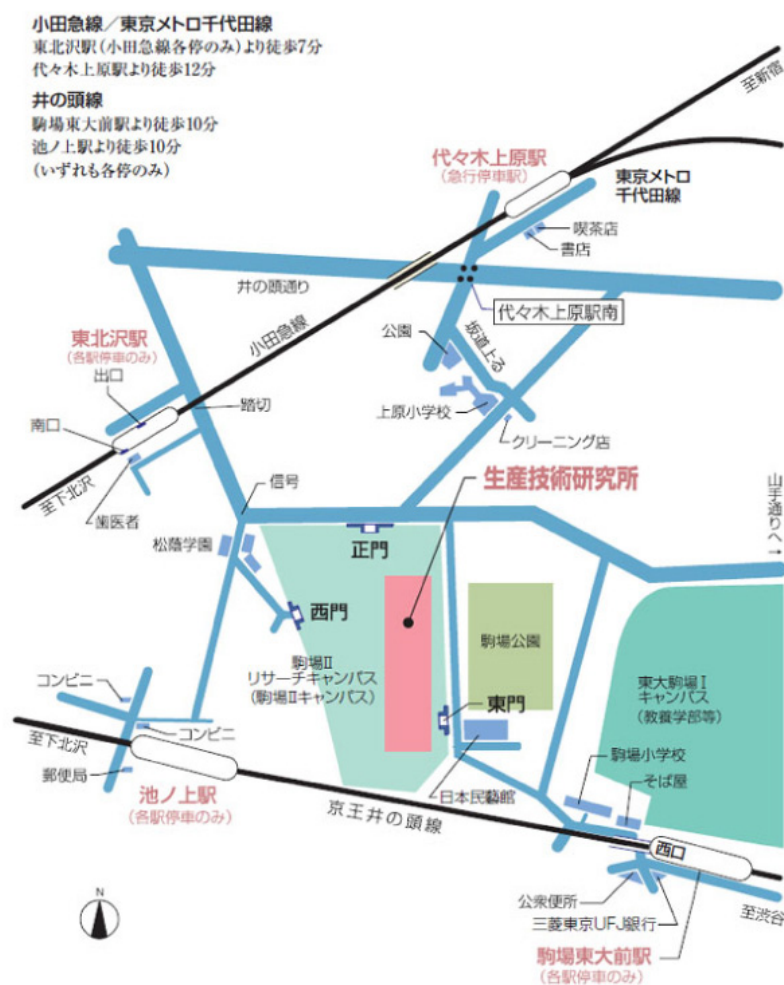 小田急線／東京メトロ千代田線
東北沢駅(小田急線各停のみ)より徒歩7分
代々木上原駅より徒歩12分
井の頭線
駒場東大前駅より徒歩10分
池ノ上駅より徒歩10分
(いずれも各停のみ)
至新宿
代々木上原駅
(急行停車駅)
東京メトロ
千代田線
喫茶店
書店
井の頭通り
小田急線
代々木上原駅南
公園
坂道上る
上原小学校
クリーニング店
東北沢駅
(各駅停車のみ)
出口
南口
踏切
至下北沢
歯医者
信号
生産技術研究所
山手通りへ→
松蔭学園
正門
西門
駒場Ⅱ
リサーチキャンパス
(駒場Ⅱキャンパス)
駒場公園
東大駒場Ⅰ
キャンパス
(教養学部等)
東門
コンビニ
コンビニ
至下北沢
郵便局
池ノ上駅
(各駅停車のみ)
京王井の頭線
日本民藝館
駒場小学校
そば屋
西口
公衆便所
三菱東京UFJ銀行
至渋谷
駒場東大前駅
(各駅停車のみ)
N